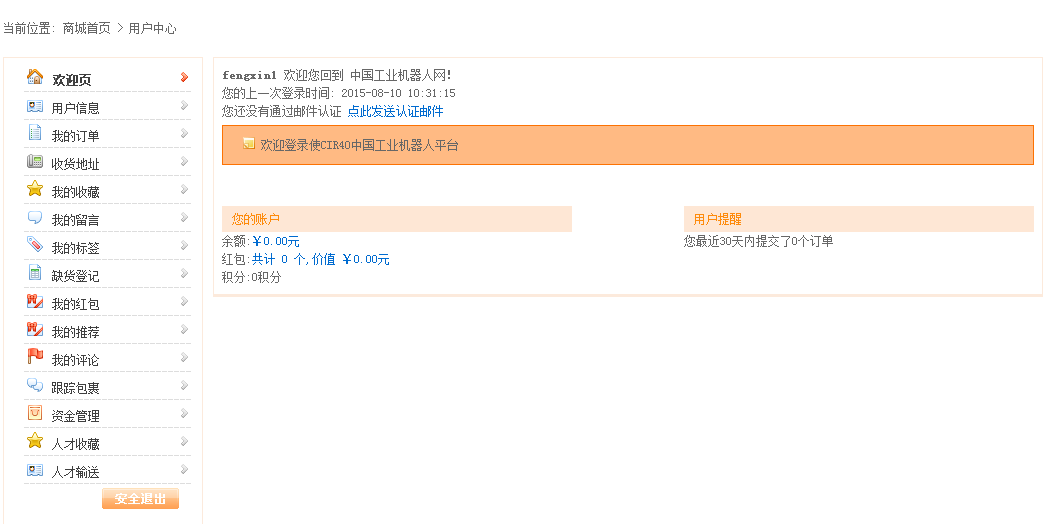 当前位置: 商城首页 > 用户中心
欢迎页
用户信息
我的订单
收货地址
我的收藏
我的留言
我的标签
缺货登记
我的红包
我的推荐
我的评论
跟踪包裹
资金管理
人才收藏
人才输送
安全退出
fengxin1 欢迎您回到 中国工业机器人网!
您的上一次登录时间: 2015-08-10 10:31:15
您还没有通过邮件认证 点此发送认证邮件
欢迎登录使CIR40中国工业机器人平台
您的账户
余额:￥0.00元
红包:共计 0 个,价值 ￥0.00元
积分:0积分
用户提醒
您最近30天内提交了0个订单